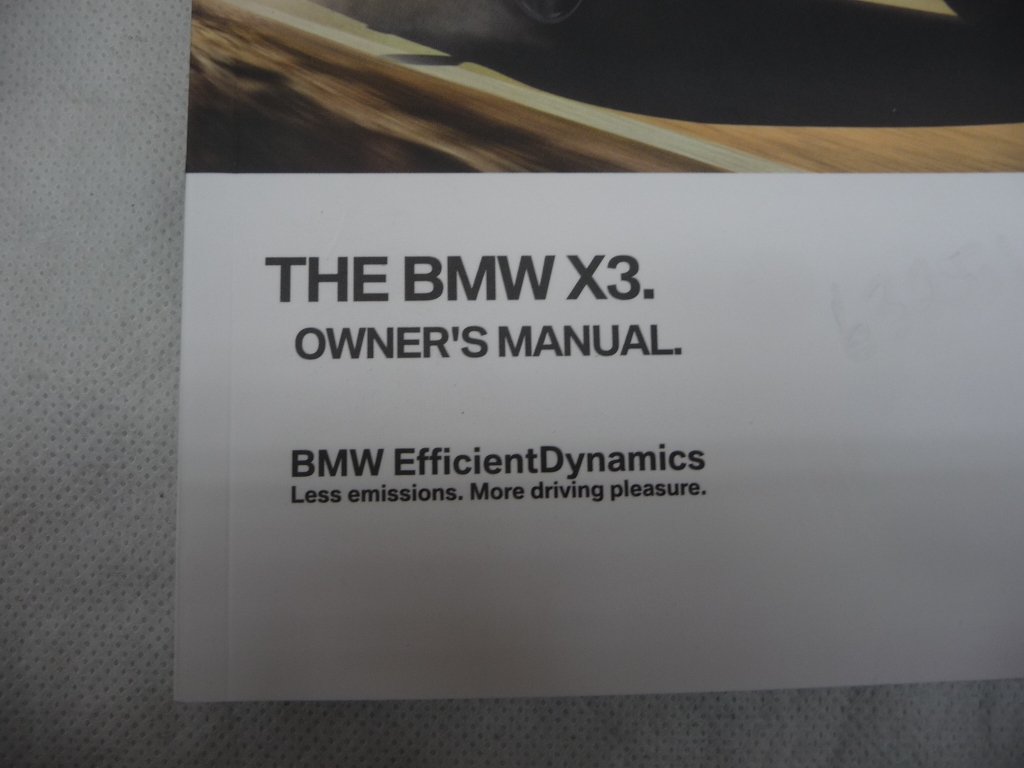 THE BMW X3.
OWNER'S MANUAL.
BMW EfficientDynamics
Less emissions. More driving pleasure.